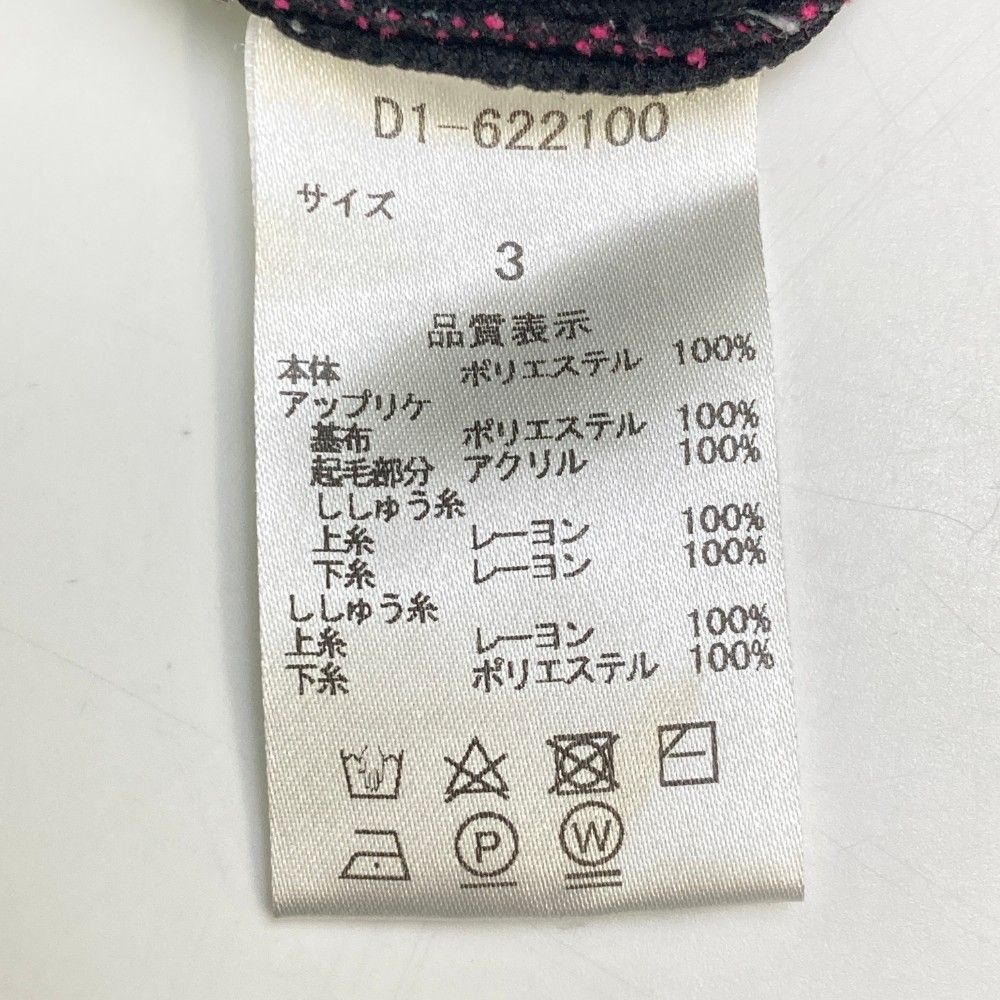 D1-622100
サイズ
3
品質表示
本体 ポリエステル 100%
アップリケ
基布 ポリエステル 100%
起毛部分 アクリル 100%
ししゅう糸
上糸 レーヨン 100%
下糸 レーヨン 100%
ししゅう糸
上糸 レーヨン 100%
下糸 ポリエステル 100%
P W